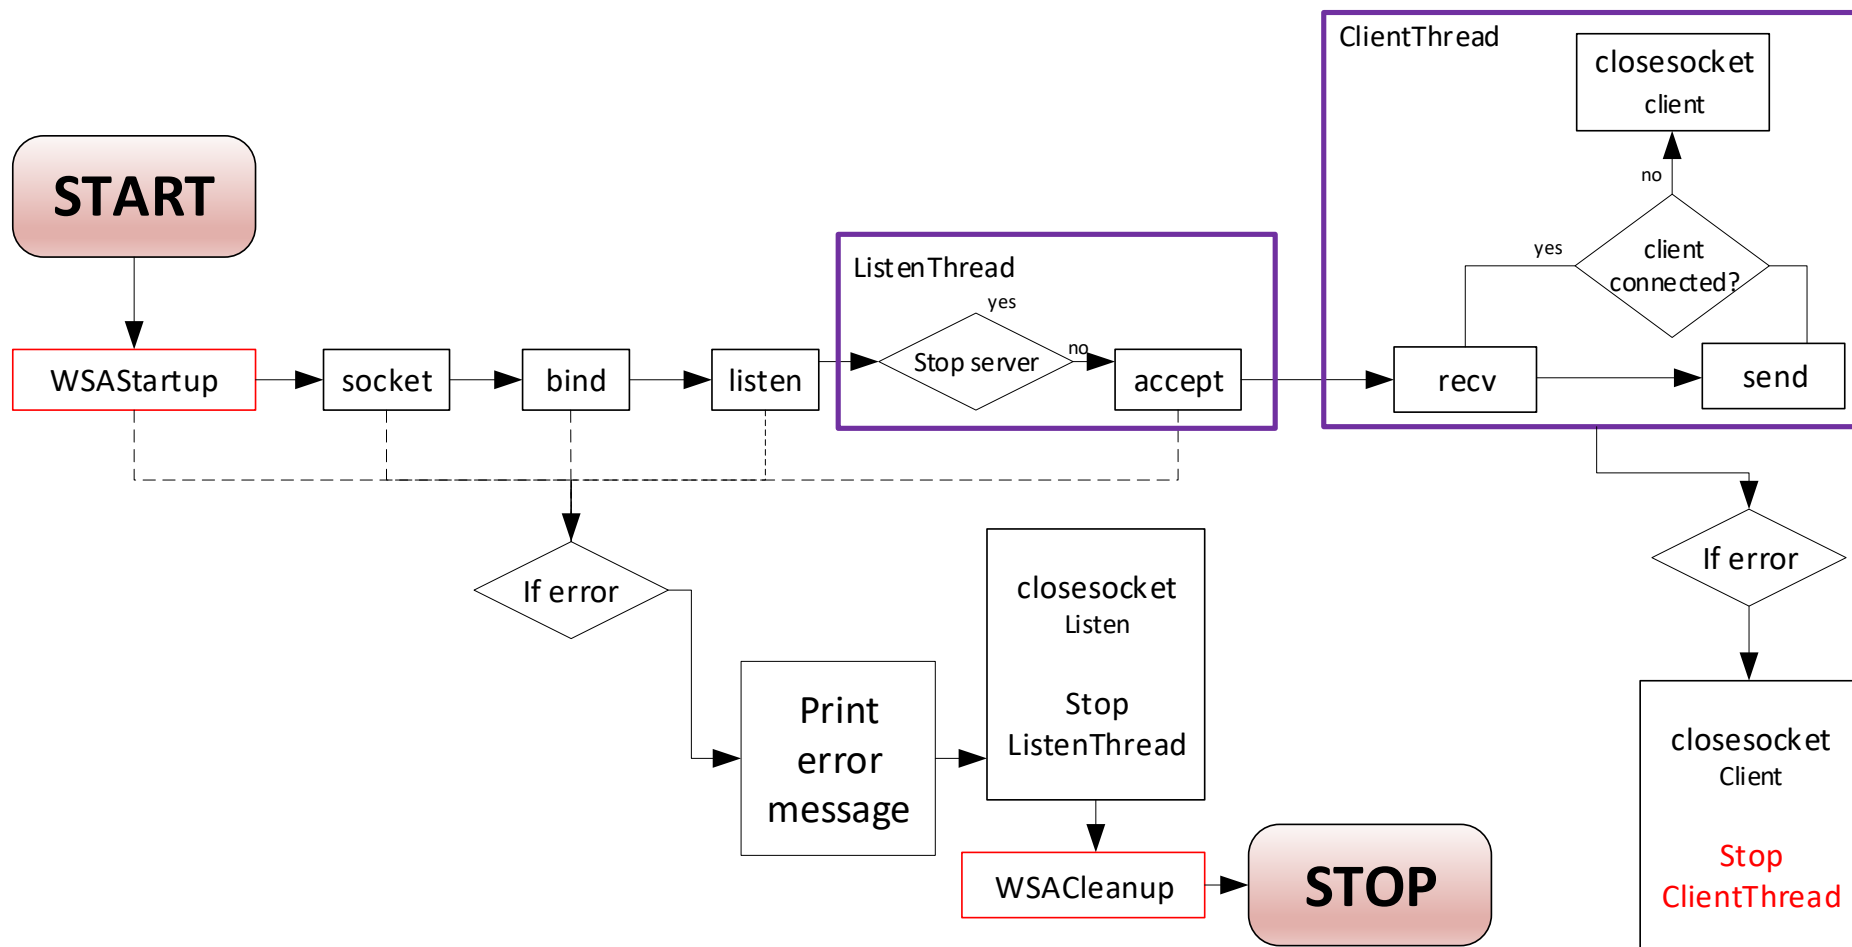 ClientThread
closesocket
client
no
START
yes
client
connected?
ListenThread
yes
Stop server
no
WSAStartup
socket
bind
listen
accept
recv
send
If error
If error
closesocket
Listen
Stop
ListenThread
Print
error
message
closesocket
Client
Stop
ClientThread
WSACleanup
STOP